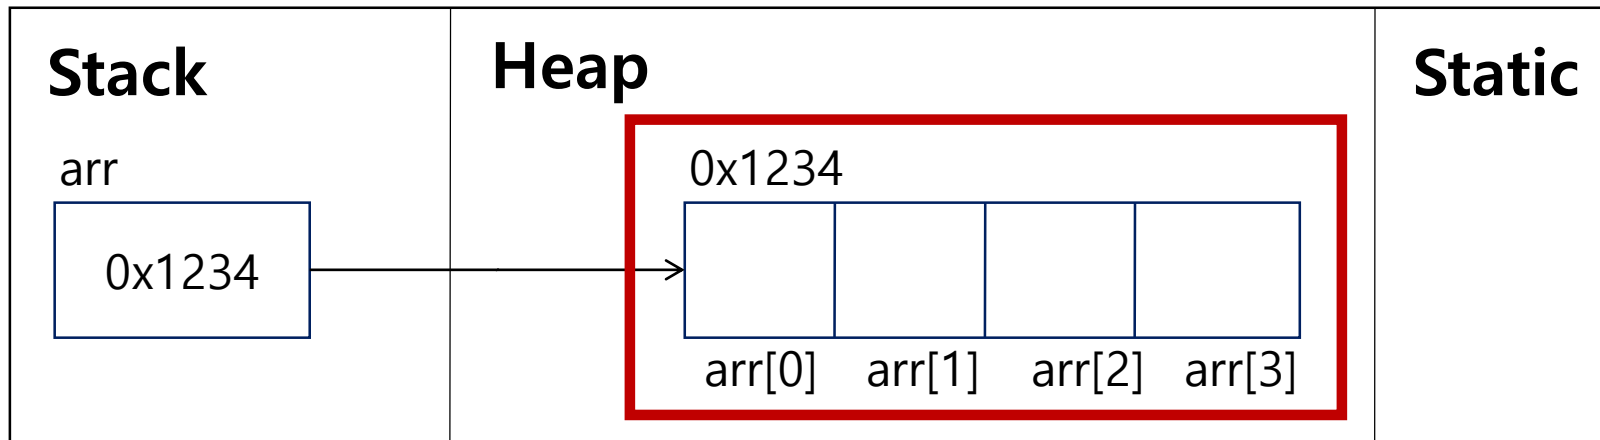 Stack
Heap
Static
arr
0x1234
0x1234
arr[0]
arr[1]
arr[2]
arr[3]